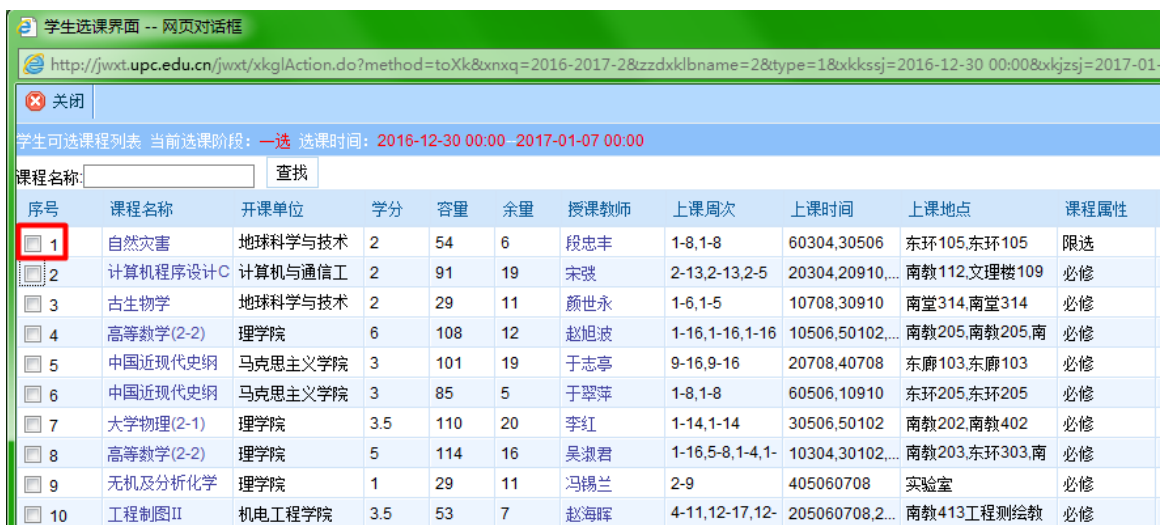 学生选课界面 -- 网页对话框
http://jwxt.upc.edu.cn/jwxt/xkglAction.do?method=toXk&xnxq=2016-2017-2&zzdxklbname=2&type=1&xkkssj=2016-12-30 00:00&xkjzsj=2017-01-
关闭
学生可选课程列表 当前选课阶段：一选 选课时间：2016-12-30 00:00--2017-01-07 00:00
课程名称: 查找
序号 课程名称 开课单位 学分 容量 余量 授课教师 上课周次 上课时间 上课地点 课程属性
1 自然灾害 地球科学与技术 2 54 6 段忠丰 1-8,1-8 60304,30506 东环105,东环105 限选
2 计算机程序设计C 计算机与通信工 2 91 19 宋弢 2-13,2-13,2-5 20304,20910,... 南教112,文理楼109 必修
3 古生物学 地球科学与技术 2 29 11 颜世永 1-6,1-5 10708,30910 南堂314,南堂314 必修
4 高等数学(2-2) 理学院 6 108 12 赵旭波 1-16,1-16,1-16 10506,50102,... 南教205,南教205,南 必修
5 中国近现代史纲 马克思主义学院 3 101 19 于志亭 9-16,9-16 20708,40708 东廊103,东廊103 必修
6 中国近现代史纲 马克思主义学院 3 85 5 于翠萍 1-8,1-8 60506,10910 东环205,东环205 必修
7 大学物理(2-1) 理学院 3.5 110 20 李红 1-14,1-14 30506,50102 南教202,南教402 必修
8 高等数学(2-2) 理学院 5 114 16 吴淑君 1-16,5-8,1-4,1- 10304,30102,... 南教203,东环303,南 必修
9 无机及分析化学 理学院 1 29 11 冯锡兰 2-9 405060708 实验室 必修
10 工程制图II 机电工程学院 3.5 53 7 赵海晖 4-11,12-17,12- 205060708,2... 南教413工程测绘教 必修